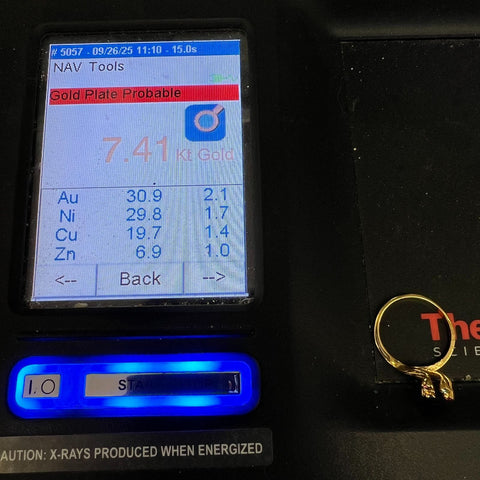 # 5057 - 09/26/25 11:10 - 15.0s
NAV Tools
Gold Plate Probable
7.41 Kt Gold
Au 30.9 2.1
Ni 29.8 1.7
Cu 19.7 1.4
Zn 6.9 1.0
<-- Back -->
I.O
The
SCIE
AUTION: X-RAYS PRODUCED WHEN ENERGIZED